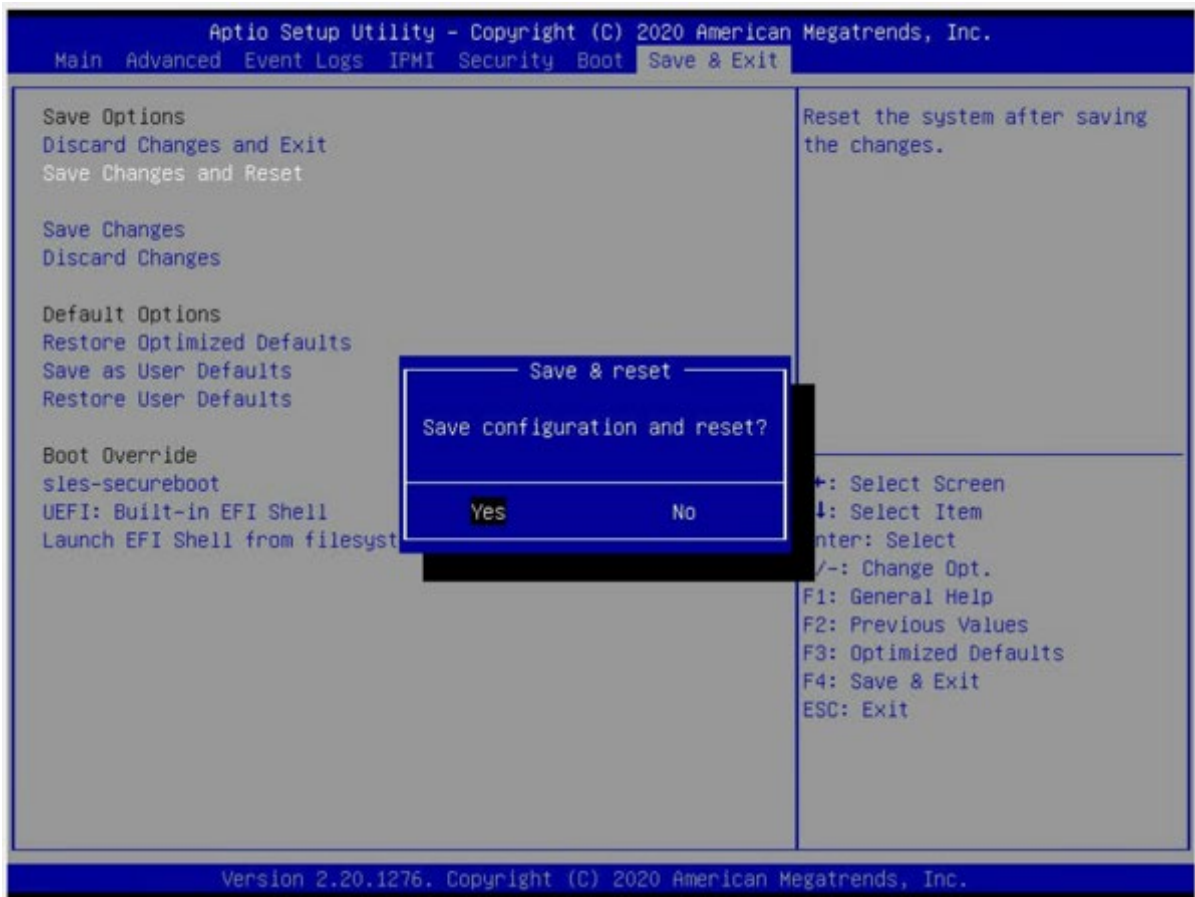 Aptio Setup Utility - Copyright (C) 2020 American Megatrends, Inc.
Main Advanced Event Logs IPMI Security Boot Save & Exit
Save Options
Discard Changes and Exit
Save Changes and Reset
Save Changes
Discard Changes
Default Options
Restore Optimized Defaults
Save as User Defaults
Restore User Defaults
Boot Override
sles-secureboot
UEFI: Built-in EFI Shell
Launch EFI Shell from filesyst
Save & reset
Save configuration and reset?
Yes No
Reset the system after saving
the changes.
: Select Screen
: Select Item
nter: Select
/-: Change Opt.
F1: General Help
F2: Previous Values
F3: Optimized Defaults
F4: Save & Exit
ESC: Exit
Version 2.20.1276. Copyright (C) 2020 American Megatrends, Inc.